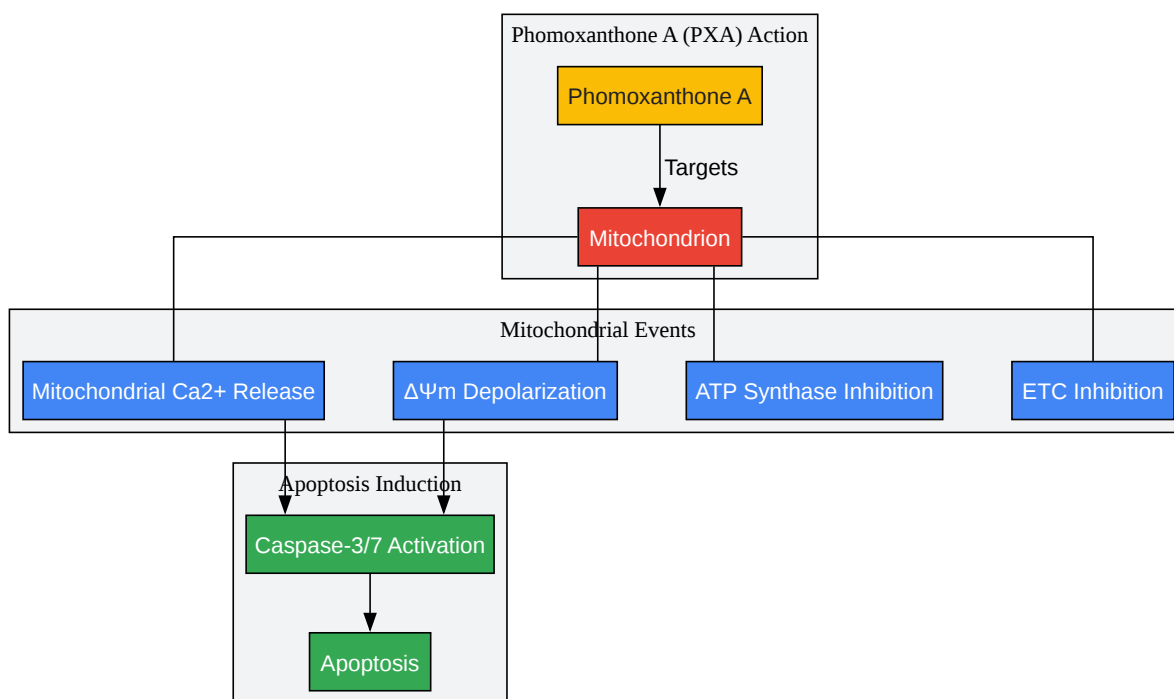 Phomoxanthone A (PXA) Action
Phomoxanthone A
Targets
Mitochondrion
Mitochondrial Events
Mitochondrial Ca2+ Release
ΔΨm Depolarization
ATP Synthase Inhibition
ETC Inhibition
Apoptosis Induction
Caspase-3/7 Activation
Apoptosis